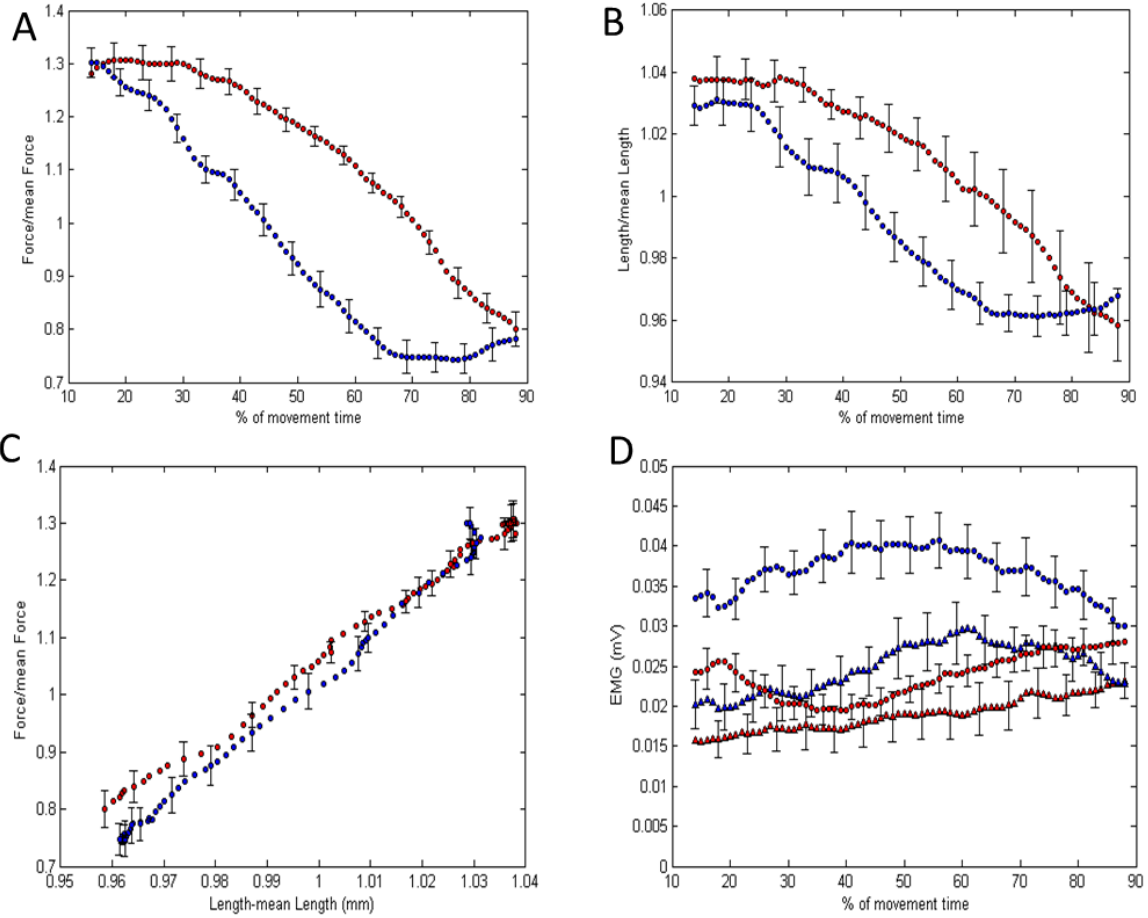 A
1.4
1.3
1.2
1.1
1
0.9
0.8
0.7
Force/mean Force
10 20 30 40 50 60 70 80 90
% of movement time
B
1.06
1.04
1.02
1
0.98
0.96
0.94
Length/mean Length
10 20 30 40 50 60 70 80 90
% of movement time
C
1.4
1.3
1.2
1.1
1
0.9
0.8
0.7
Force/mean Force
0.95 0.96 0.97 0.98 0.99 1 1.01 1.02 1.03 1.04
Length-mean Length (mm)
D
0.05
0.045
0.04
0.035
0.03
0.025
0.02
0.015
0.01
0.005
0
EMG (mV)
10 20 30 40 50 60 70 80 90
% of movement time